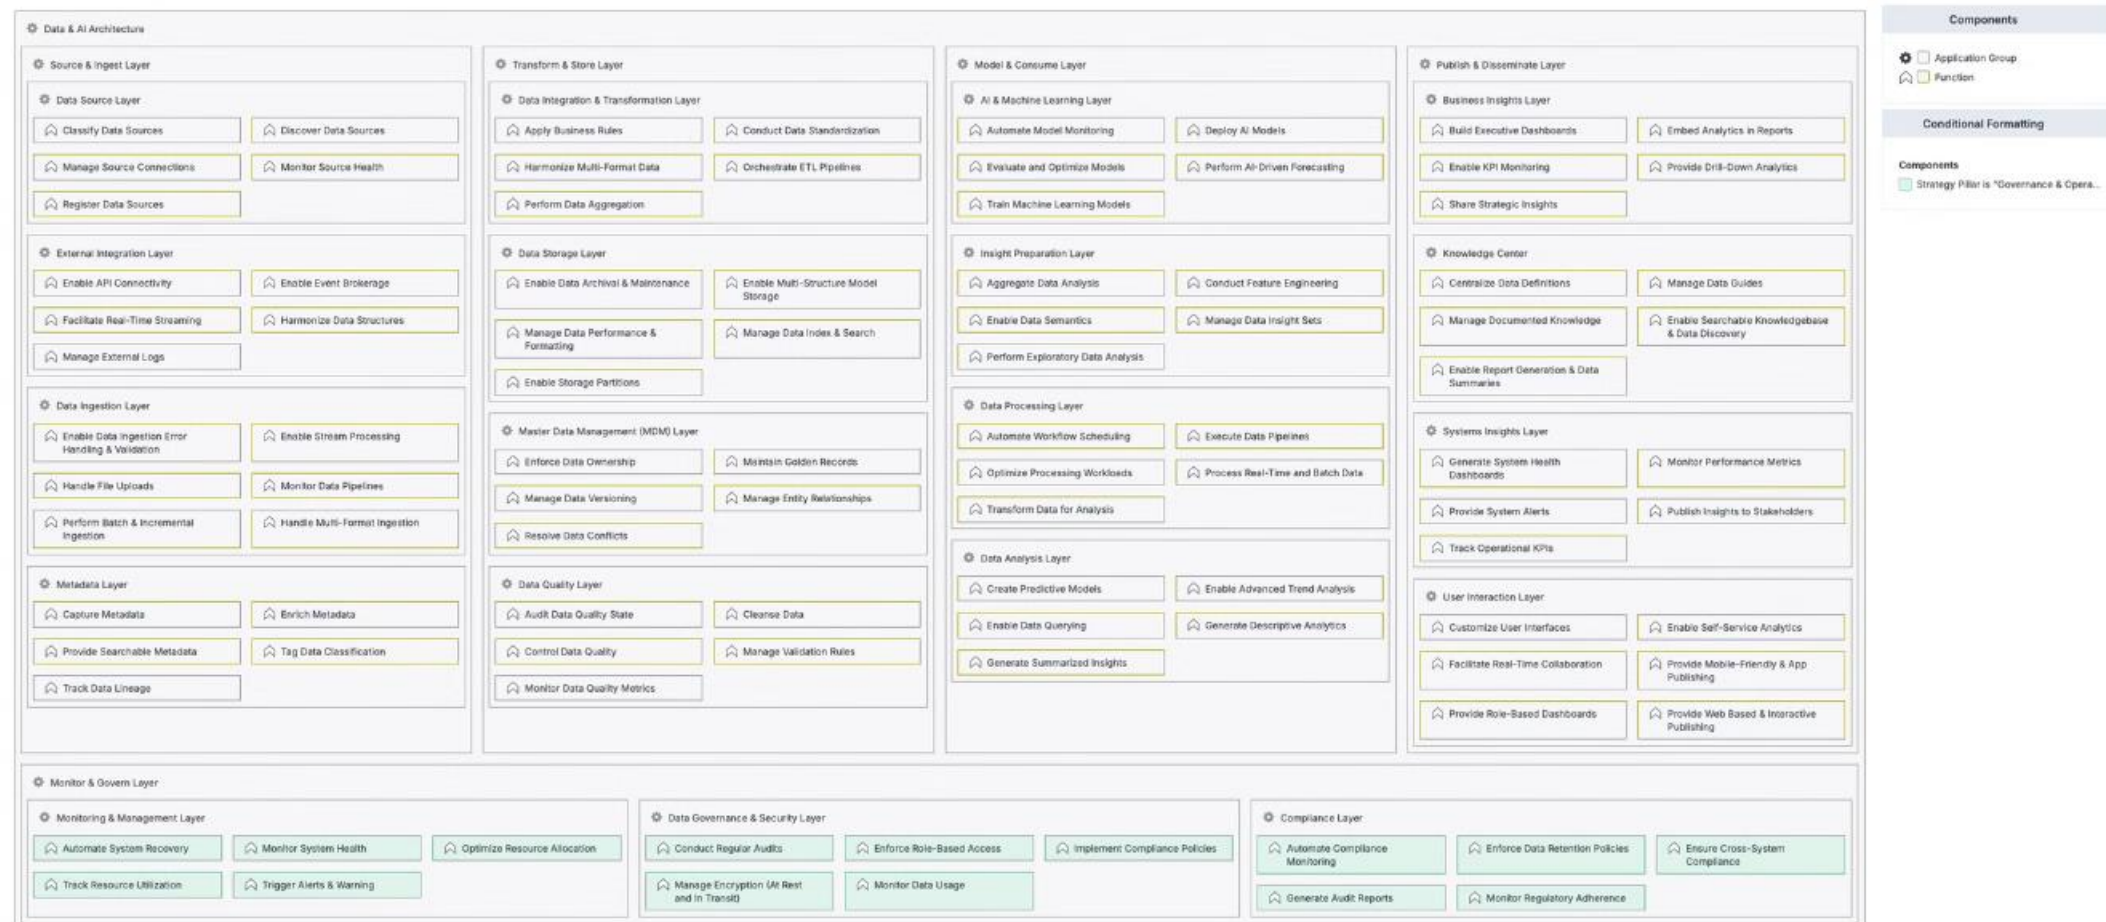 Data & AI Architecture
Source & Ingest Layer
Data Source Layer
Classify Data Sources
Discover Data Sources
Manage Source Connections
Monitor Source Health
Register Data Sources
External Integration Layer
Enable API Connectivity
Enable Event Brokerage
Facilitate Real-Time Streaming
Harmonize Data Structures
Manage External Logs
Data Ingestion Layer
Enable Data Ingestion Error
Handling & Validation
Enable Stream Processing
Handle File Uploads
Monitor Data Pipelines
Perform Batch & Incremental
Ingestion
Handle Multi-Format Ingestion
Metadata Layer
Capture Metadata
Enrich Metadata
Provide Searchable Metadata
Tag Data Classification
Track Data Lineage
Transform & Store Layer
Data Integration & Transformation Layer
Apply Business Rules
Conduct Data Standardization
Harmonize Multi-Format Data
Orchestrate ETL Pipelines
Perform Data Aggregation
Data Storage Layer
Enable Data Archival & Maintenance
Enable Multi-Structure Model
Storage
Manage Data Performance &
Formatting
Manage Data Index & Search
Enable Storage Partitions
Master Data Management (MDM) Layer
Enforce Data Ownership
Maintain Golden Records
Manage Data Versioning
Manage Entity Relationships
Resolve Data Conflicts
Data Quality Layer
Audit Data Quality State
Cleanse Data
Control Data Quality
Manage Validation Rules
Monitor Data Quality Metrics
Model & Consume Layer
AI & Machine Learning Layer
Automate Model Monitoring
Deploy AI Models
Evaluate and Optimize Models
Perform AI-Driven Forecasting
Train Machine Learning Models
Insight Preparation Layer
Aggregate Data Analysis
Conduct Feature Engineering
Enable Data Semantics
Manage Data Insight Sets
Perform Exploratory Data Analysis
Data Processing Layer
Automate Workflow Scheduling
Execute Data Pipelines
Optimize Processing Workloads
Process Real-Time and Batch Data
Transform Data for Analysis
Data Analysis Layer
Create Predictive Models
Enable Advanced Trend Analysis
Enable Data Querying
Generate Descriptive Analytics
Generate Summarized Insights
Publish & Disseminate Layer
Business Insights Layer
Build Executive Dashboards
Embed Analytics in Reports
Enable KPI Monitoring
Provide Drill-Down Analytics
Share Strategic Insights
Knowledge Center
Centralize Data Definitions
Manage Data Guides
Manage Documented Knowledge
Enable Searchable Knowledgebase
& Data Discovery
Enable Report Generation & Data
Summaries
Systems Insights Layer
Generate System Health
Dashboards
Monitor Performance Metrics
Provide System Alerts
Publish Insights to Stakeholders
Track Operational KPIs
User Interaction Layer
Customize User Interfaces
Enable Self-Service Analytics
Facilitate Real-Time Collaboration
Provide Mobile-Friendly & App
Publishing
Provide Role-Based Dashboards
Provide Web Based & Interactive
Publishing
Monitor & Govern Layer
Monitoring & Management Layer
Automate System Recovery
Monitor System Health
Optimize Resource Allocation
Track Resource Utilization
Trigger Alerts & Warning
Data Governance & Security Layer
Conduct Regular Audits
Enforce Role-Based Access
Implement Compliance Policies
Manage Encryption (At Rest
and in Transit)
Monitor Data Usage
Compliance Layer
Automate Compliance
Monitoring
Enforce Data Retention Policies
Ensure Cross-System
Compliance
Generate Audit Reports
Monitor Regulatory Adherence
Components
Application Group
Function
Conditional Formatting
Components
Strategy Pillar is "Governance & Opera...